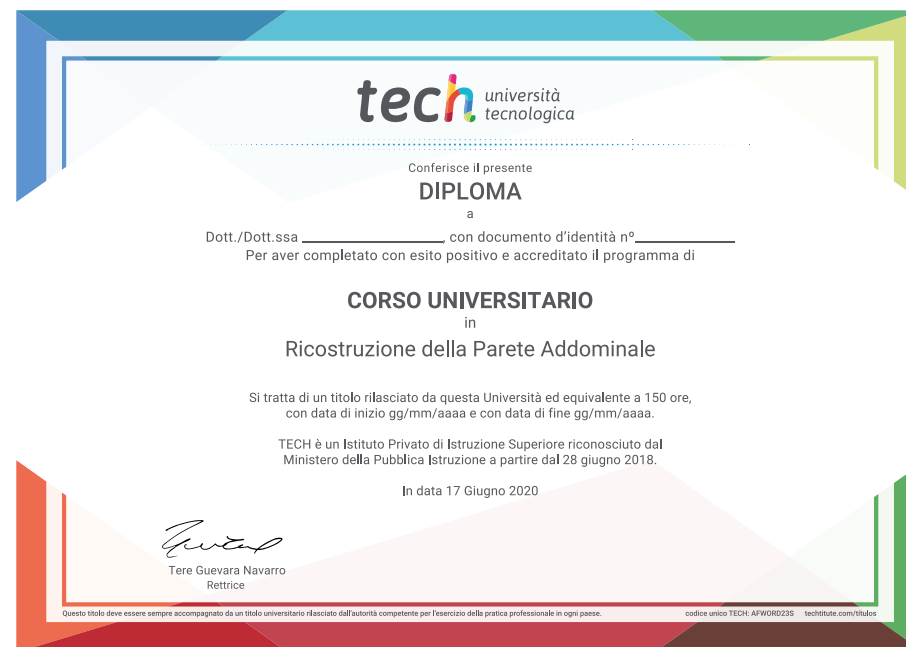 tech università
tecnologica
Conferisce il presente
DIPLOMA
a
Dott./Dott.ssa ____________________, con documento d'identità nº______________
Per aver completato con esito positivo e accreditato il programma di
CORSO UNIVERSITARIO
in
Ricostruzione della Parete Addominale
Si tratta di un titolo rilasciato da questa Università ed equivalente a 150 ore,
con data di inizio gg/mm/aaaa e con data di fine gg/mm/aaaa.
TECH è un Istituto Privato di Istruzione Superiore riconosciuto dal
Ministero della Pubblica Istruzione a partire dal 28 giugno 2018.
In data 17 Giugno 2020
Tere Guevara Navarro
Rettrice
Questo titolo deve essere sempre accompagnato da un titolo universitario rilasciato dall'autorità competente per l'esercizio della pratica professionale in ogni paese. codice unico TECH: AFWORD23S techtitute.com/titulos